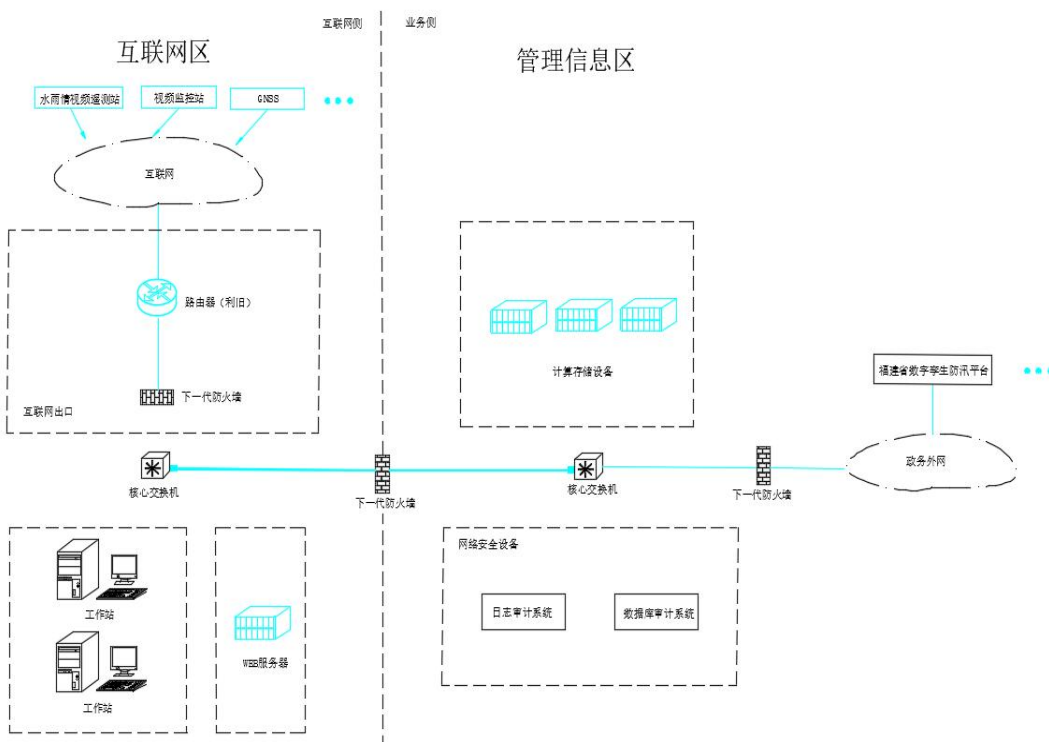 互联网侧
业务侧
互联网区
管理信息区
水雨情视频遥测站
视频监控站
GNSS
互联网
路由器（利旧）
下一代防火墙
互联网出口
计算存储设备
福建省数字孪生防汛平台
核心交换机
下一代防火墙
核心交换机
下一代防火墙
政务外网
工作站
工作站
WEB服务器
网络安全设备
日志审计系统
数据库审计系统